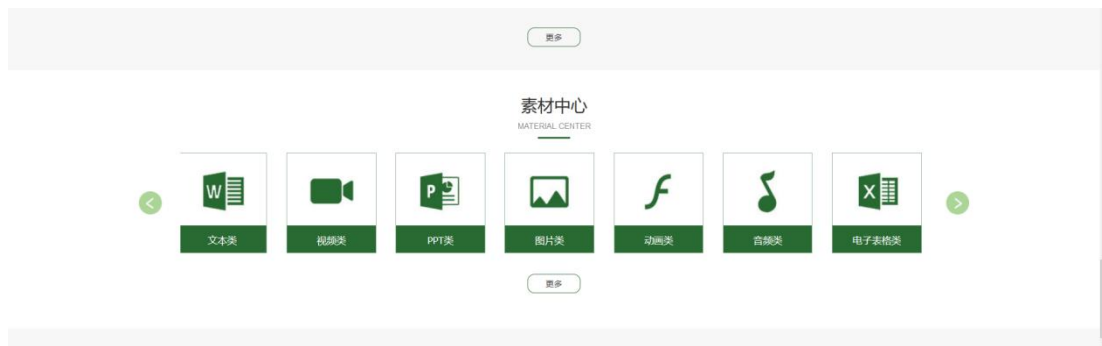 更多
素材中心
MATERIAL CENTER
W
P
X
文本类 视频类 PPT类 图片类 动画类 音频类 电子表格类
更多